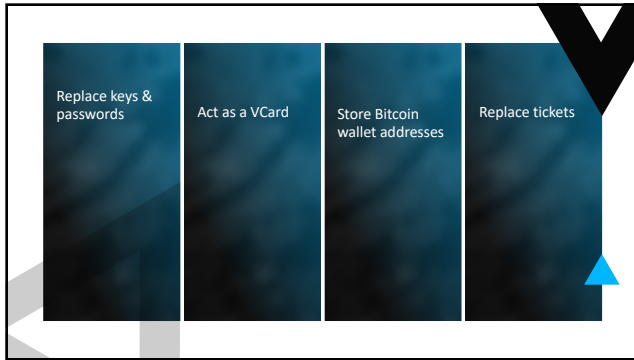 Replace keys &
passwords
Act as a VCard
Store Bitcoin
wallet addresses
Replace tickets